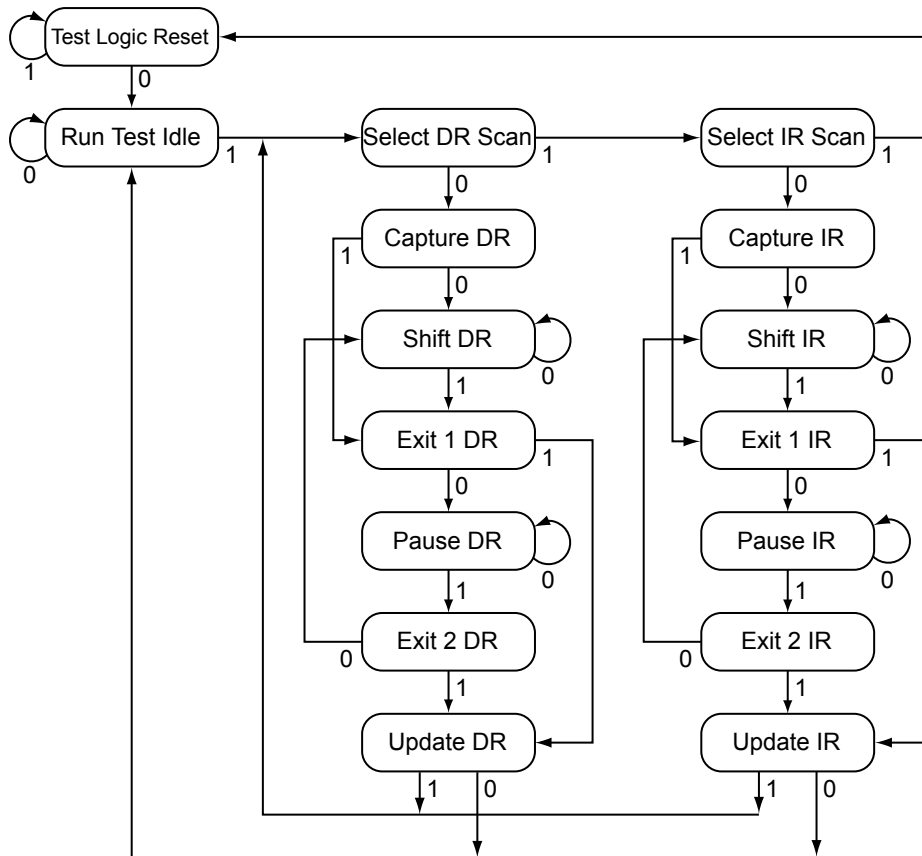 Test Logic Reset
1
0
Run Test Idle
0
1
Select DR Scan
1
Select IR Scan
1
0
0
Capture DR
1
0
Capture IR
1
0
Shift DR
0
1
Shift IR
0
1
Exit 1 DR
1
0
Exit 1 IR
1
0
Pause DR
0
1
Pause IR
0
1
Exit 2 DR
0
1
Exit 2 IR
0
1
Update DR
1
0
Update IR
1
0